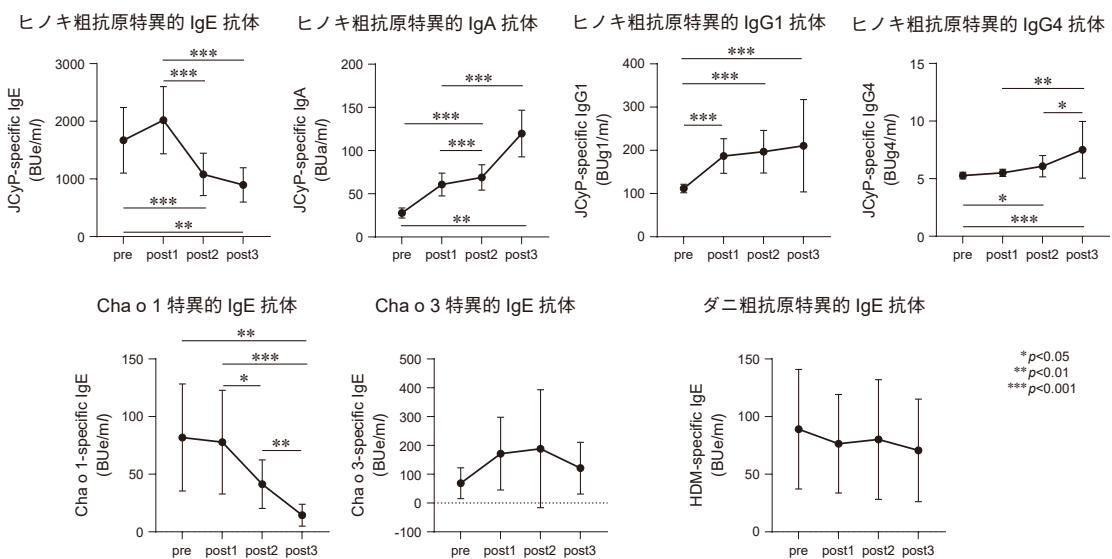 ヒノキ粗抗原特異的 IgE 抗体
JCyP-specific IgE
(BUe/ml)
3000
2000
1000
0
***
***
***
**
pre post1 post2 post3
ヒノキ粗抗原特異的 IgA 抗体
JCyP-specific IgA
(BUa/ml)
200
150
100
50
0
***
***
***
**
pre post1 post2 post3
ヒノキ粗抗原特異的 IgG1 抗体
JCyP-specific IgG1
(BUg1/ml)
400
300
200
100
0
***
***
***
pre post1 post2 post3
ヒノキ粗抗原特異的 IgG4 抗体
JCyP-specific IgG4
(BUg4/ml)
15
10
5
0
**
*
*
***
pre post1 post2 post3
Cha o 1 特異的 IgE 抗体
Cha o 1-specific IgE
(BUe/ml)
150
100
50
0
**
***
*
**
pre post1 post2 post3
Cha o 3 特異的 IgE 抗体
Cha o 3-specific IgE
(BUe/ml)
500
400
300
200
100
0
-100
pre post1 post2 post3
ダニ粗抗原特異的 IgE 抗体
HDM-specific IgE
(BUe/ml)
150
100
50
0
pre post1 post2 post3
*p<0.05
**p<0.01
***p<0.001